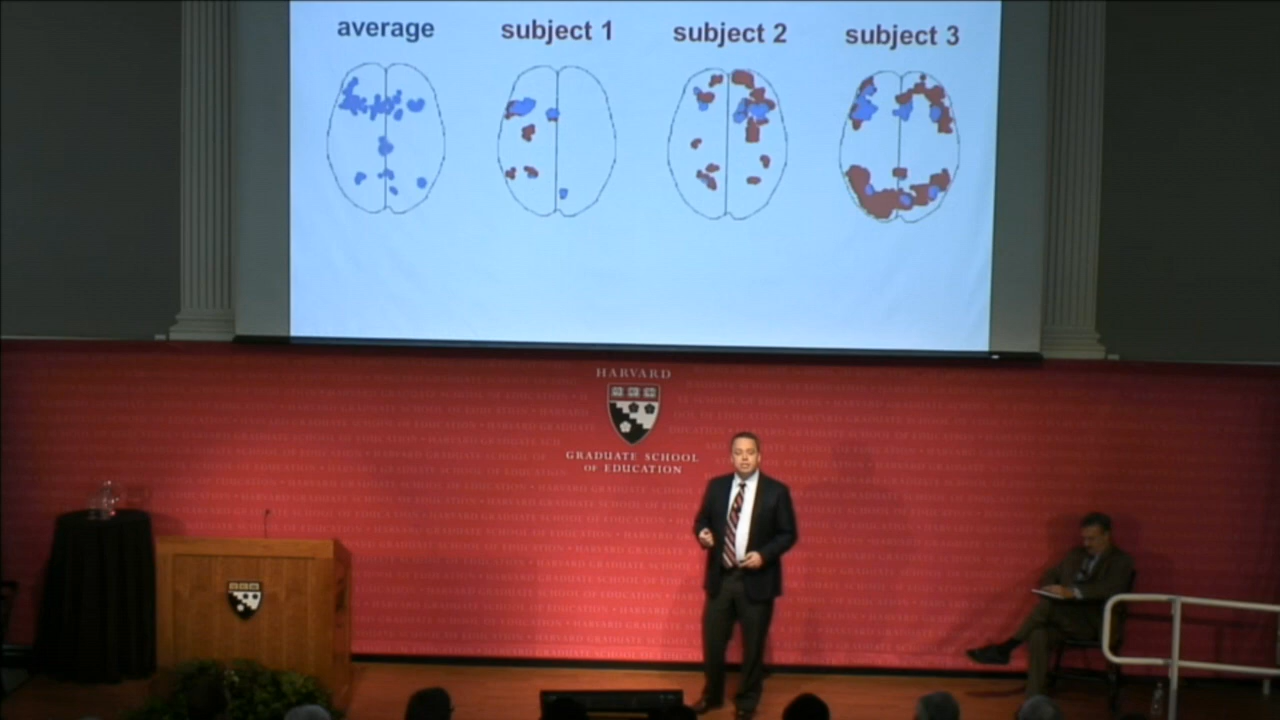 average
subject 1
subject 2
subject 3
HARVARD
GRADUATE SCHOOL
OF EDUCATION